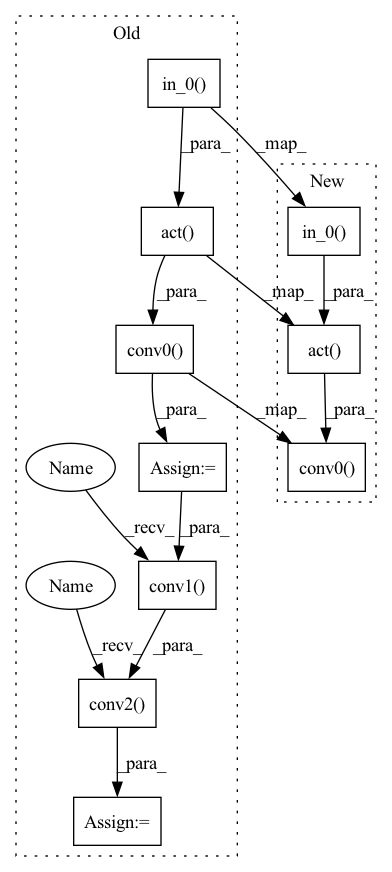 Old
in_0()
_para_
_map_
New
act()
in_0()
_para_
_map_
_para_
conv0()
act()
_para_
_map_
_para_
Name
Assign:=
conv0()
_recv_
_para_
Name
conv1()
_recv_
_para_
conv2()
_para_
Assign:=